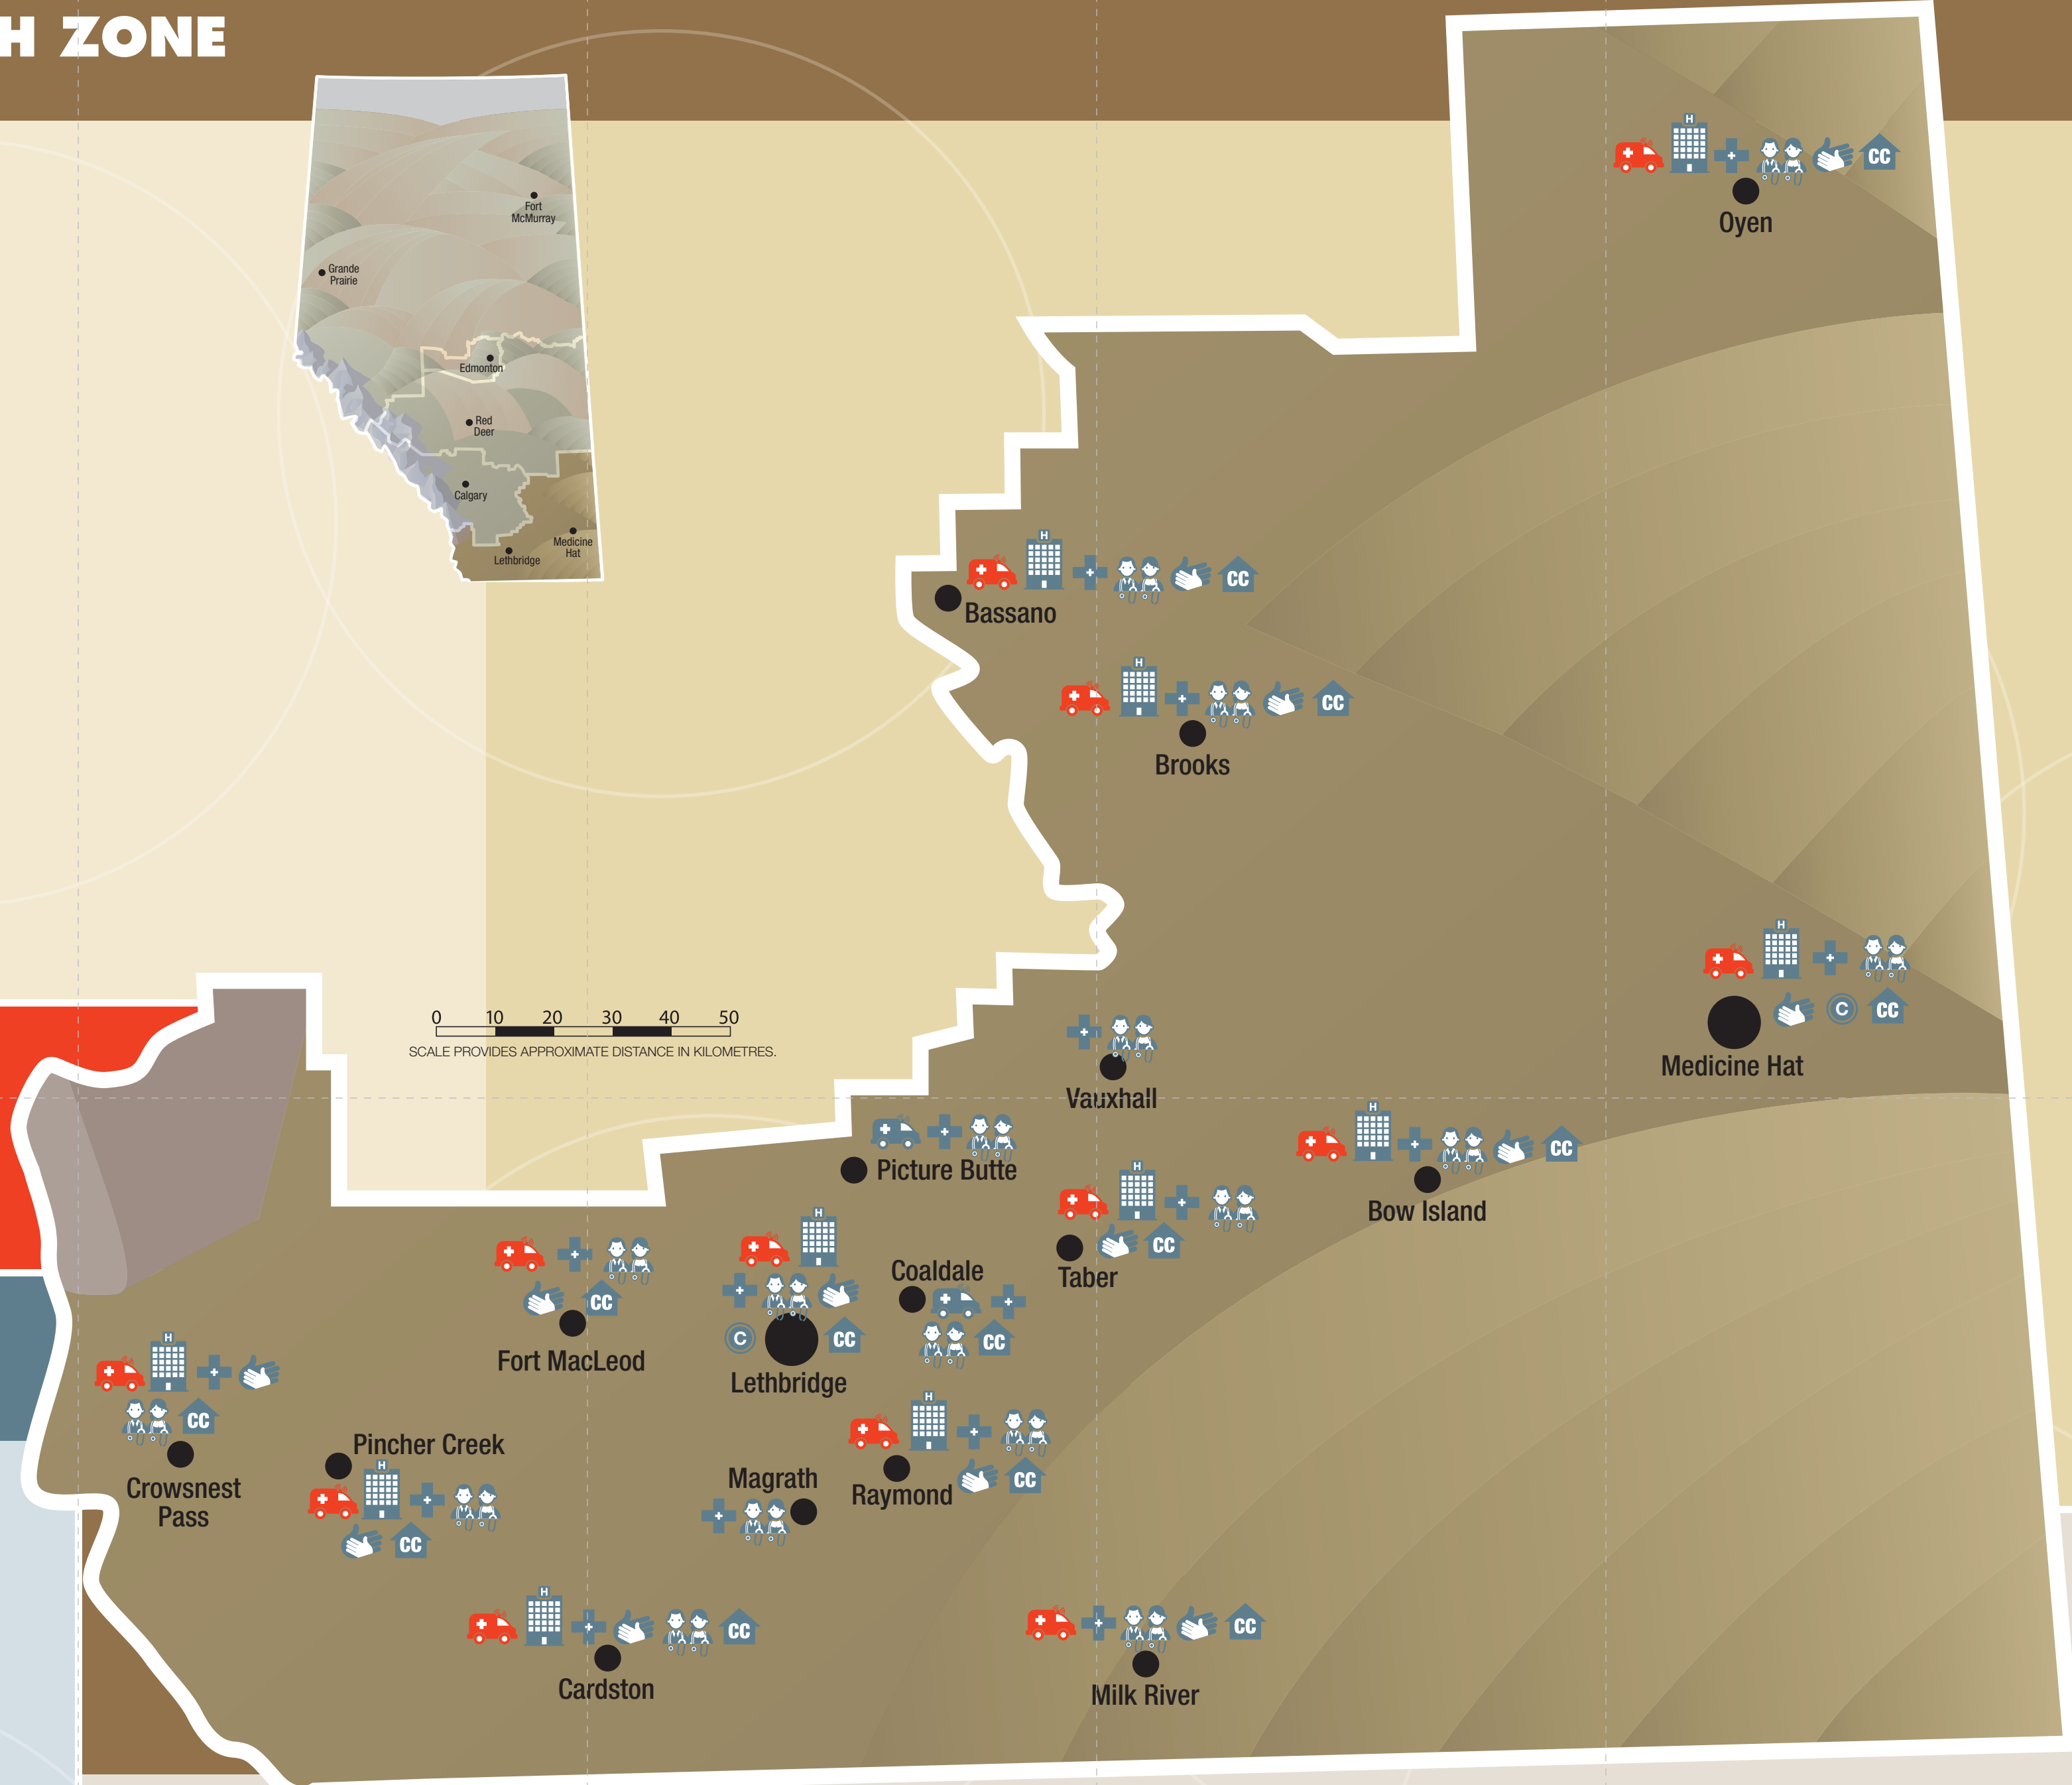 H ZONE
Fort
McMurray
Grande
Prairie
Edmonton
Red
Deer
Calgary
Medicine
Hat
Lethbridge
H
CC
Oyen
H
CC
Bassano
H
CC
Brooks
0 10 20 30 40 50
SCALE PROVIDES APPROXIMATE DISTANCE IN KILOMETRES.
H
C CC
Medicine Hat
Vauxhall
Picture Butte
H
CC
Bow Island
H
CC
Taber
CC
Fort MacLeod
H
C CC
Lethbridge
Coaldale
CC
H
CC
Crowsnest
Pass
Pincher Creek
H
CC
Magrath
H
Raymond
CC
H
CC
Cardston
CC
Milk River